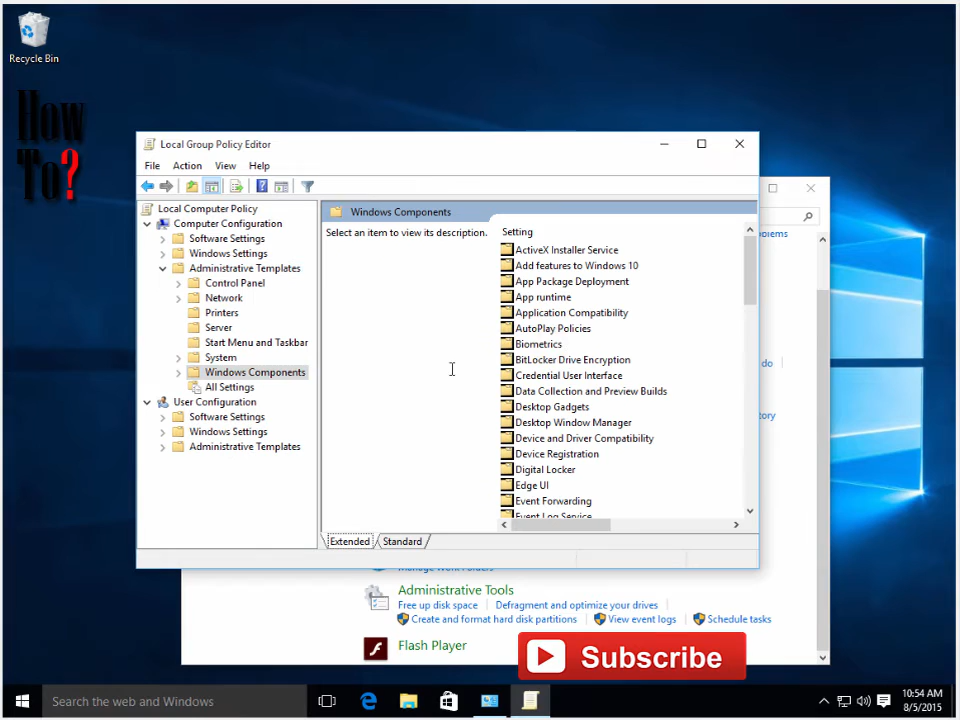 Recycle Bin
How
To?
Local Group Policy Editor
File Action View Help
Local Computer Policy
Computer Configuration
Software Settings
Windows Settings
Administrative Templates
Control Panel
Network
Printers
Server
Start Menu and Taskbar
System
Windows Components
All Settings
User Configuration
Software Settings
Windows Settings
Administrative Templates
Windows Components
Select an item to view its description.
Setting
ActiveX Installer Service
Add features to Windows 10
App Package Deployment
App runtime
Application Compatibility
AutoPlay Policies
Biometrics
BitLocker Drive Encryption
Credential User Interface
Data Collection and Preview Builds
Desktop Gadgets
Desktop Window Manager
Device and Driver Compatibility
Device Registration
Digital Locker
Edge UI
Event Forwarding
Event Log Service
Extended Standard
do
Administrative Tools
Free up disk space Defragment and optimize your drives
Create and format hard disk partitions View event logs Schedule tasks
Flash Player
Subscribe
Search the web and Windows
10:54 AM
8/5/2015